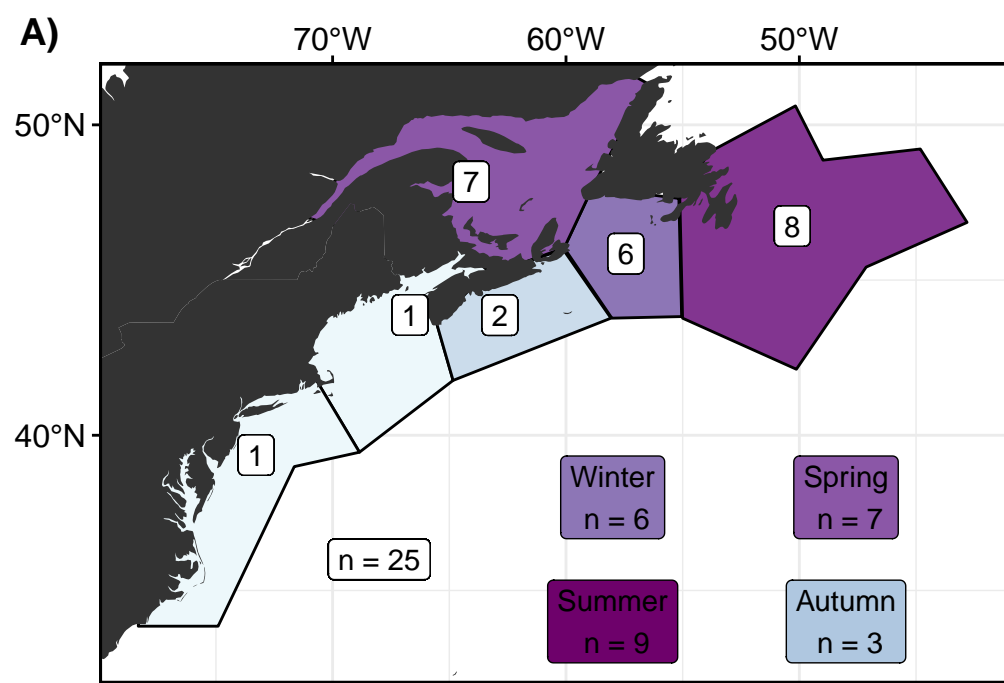 A)
70°W 60°W 50°W
50°N
40°N
7
8
6
1
2
1
Winter
n = 6
Spring
n = 7
n = 25
Summer
n = 9
Autumn
n = 3